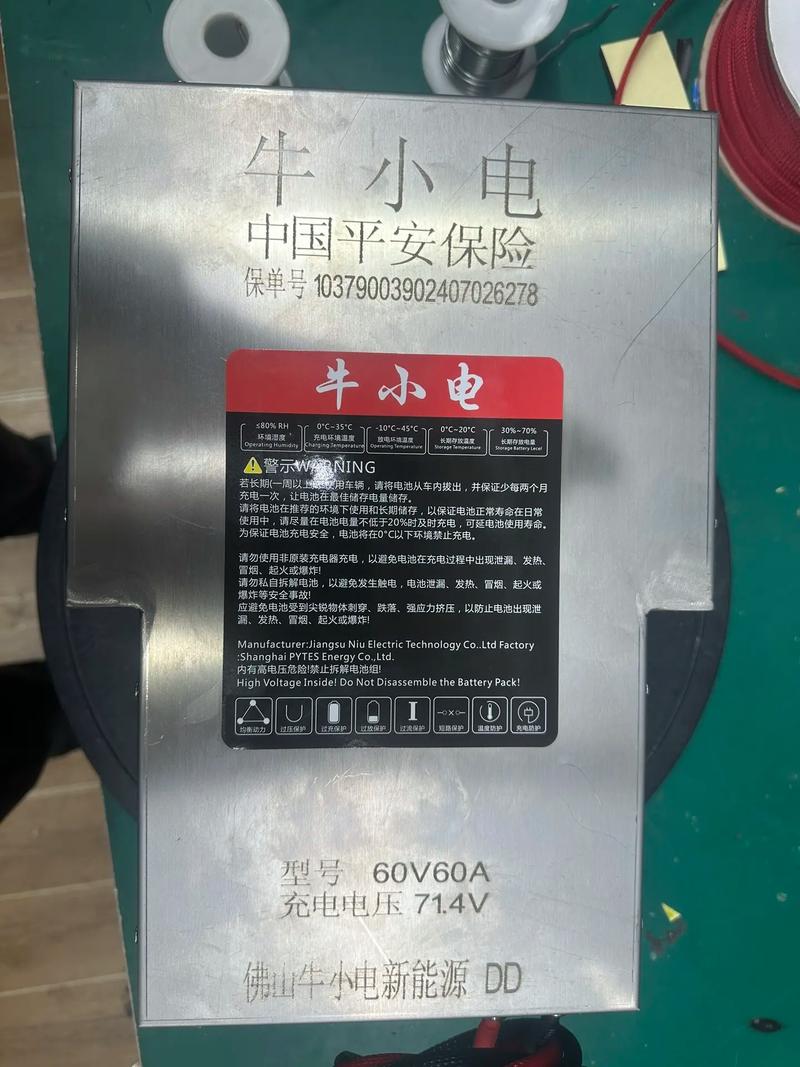 牛小电
中国平安保险
保单号 10379003902407026278
牛小电
≤80% RH
环境湿度
Operating Humidity
0°C~35°C
充电环境温度
Charging Temperature
-10°C~45°C
放电环境温度
Operating Temperature
0°C~20°C
长期存放温度
Storage Temperature
30%~70%
长期存放电量
Storage Battery Level
警示WARNING
若长期(一周以上)使用车辆，请将电池从车内拔出，并保证少每两个月
充电一次，让电池在最佳储存电量储存。
请将电池在推荐的环境下使用和长期储存，以保证电池正常寿命在日常
使用中，请尽量在电池电量不低于20%时及时充电，可延电池使用寿命。
为保证电池充电安全，电池将在0°C以下环境禁止充电。
请勿使用非原装充电器充电，以避免电池在充电过程中出现泄漏、发热、
冒烟、起火或爆炸!
请勿私自拆解电池，以避免发生触电，电池泄漏、发热、冒烟、起火或
爆炸等安全事故!
应避免电池受到尖锐物体刺穿、跌落、强应力挤压，以防止电池出现泄
漏、发热、冒烟、起火或爆炸!
Manufacturer:Jiangsu Niu Electric Technology Co..Ltd Factory
:Shanghai PYTES Energy Co.,Ltd.
内有高电压危险!禁止拆解电池组!
High Voltage Inside! Do Not Disassemble the Battery Pack!
均衡动力 过压保护 过充保护 过放保护 过流保护 短路保护 温度防护 充电防护
型号 60V60A
充电电压 71.4V
佛山牛小电新能源 DD